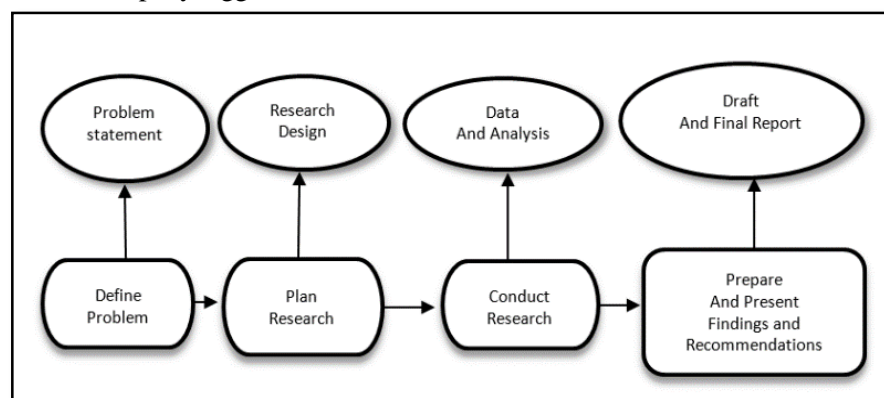 Problem
statement
Research
Design
Data
And Analysis
Draft
And Final Report
Define
Problem
Plan
Research
Conduct
Research
Prepare
And Present
Findings and
Recommendations